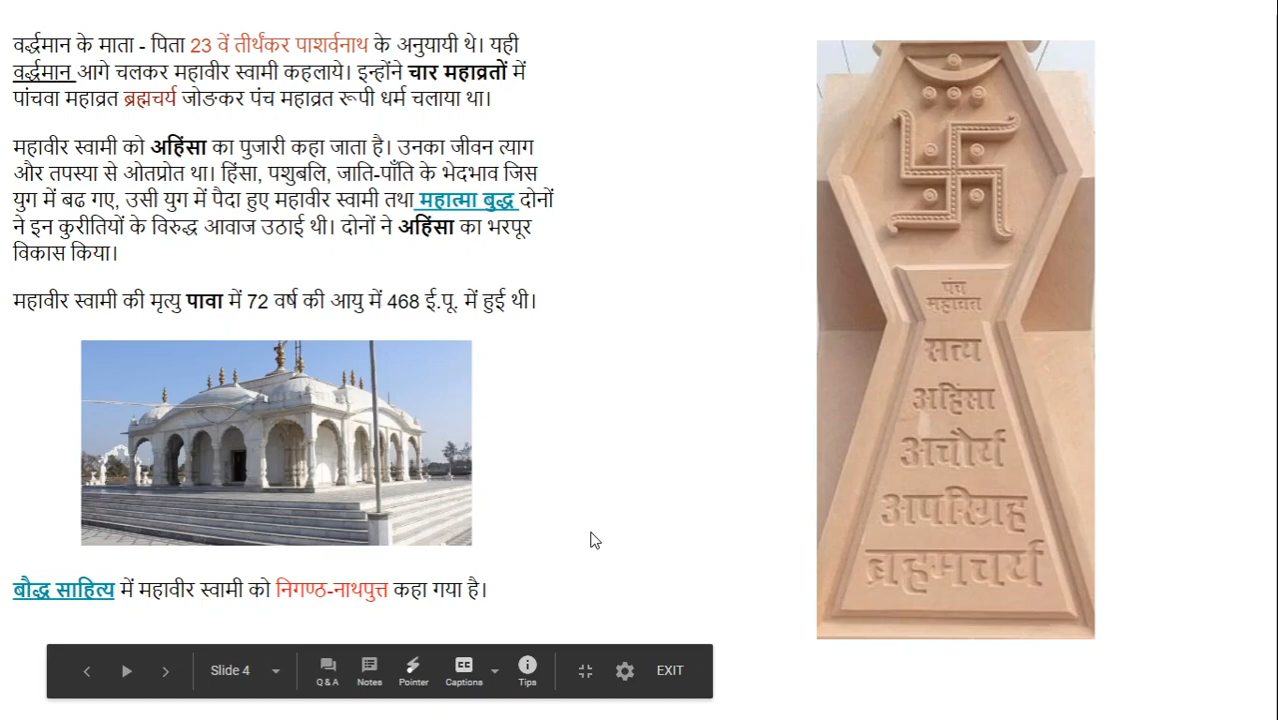 वर्द्धमान के माता - पिता 23 वें तीर्थंकर पाशर्वनाथ के अनुयायी थे। यही
वर्द्धमान आगे चलकर महावीर स्वामी कहलाये। इन्होंने चार महाव्रतों में
पांचवा महाव्रत ब्रह्मचर्य जोङकर पंच महाव्रत रूपी धर्म चलाया था।
महावीर स्वामी को अहिंसा का पुजारी कहा जाता है। उनका जीवन त्याग
और तपस्या से ओतप्रोत था। हिंसा, पशुबलि, जाति-पाँति के भेदभाव जिस
युग में बढ गए, उसी युग में पैदा हुए महावीर स्वामी तथा महात्मा बुद्ध दोनों
ने इन कुरीतियों के विरुद्ध आवाज उठाई थी। दोनों ने अहिंसा का भरपूर
विकास किया।
महावीर स्वामी की मृत्यु पावा में 72 वर्ष की आयु में 468 ई.पू. में हुई थी।
बौद्ध साहित्य में महावीर स्वामी को निगण्ठ-नाथपुत्त कहा गया है।
पंच
महाव्रत
सत्य
अहिंसा
अचौर्य
अपरिग्रह
ब्रह्मचर्य
Slide 4
Q & A
Notes
Pointer
CC
Captions
Tips
EXIT